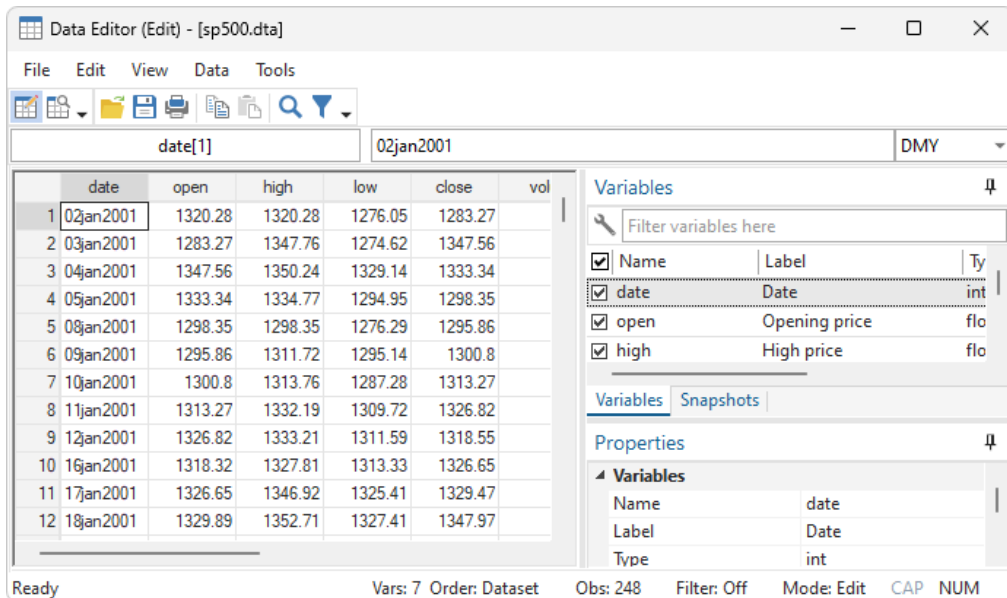 Data Editor (Edit) - [sp500.dta]
File Edit View Data Tools
date[1] 02jan2001 DMY
date open high low close vol
1 02jan2001 1320.28 1320.28 1276.05 1283.27
2 03jan2001 1283.27 1347.76 1274.62 1347.56
3 04jan2001 1347.56 1350.24 1329.14 1333.34
4 05jan2001 1333.34 1334.77 1294.95 1298.35
5 08jan2001 1298.35 1298.35 1276.29 1295.86
6 09jan2001 1295.86 1311.72 1295.14 1300.8
7 10jan2001 1300.8 1313.76 1287.28 1313.27
8 11jan2001 1313.27 1332.19 1309.72 1326.82
9 12jan2001 1326.82 1333.21 1311.59 1318.55
10 16jan2001 1318.32 1327.81 1313.33 1326.65
11 17jan2001 1326.65 1346.92 1325.41 1329.47
12 18jan2001 1329.89 1352.71 1327.41 1347.97
Variables
Filter variables here
Name Label Ty
date Date int
open Opening price flo
high High price flo
Variables Snapshots
Properties
Variables
Name date
Label Date
Type int
Ready Vars: 7 Order: Dataset Obs: 248 Filter: Off Mode: Edit CAP NUM